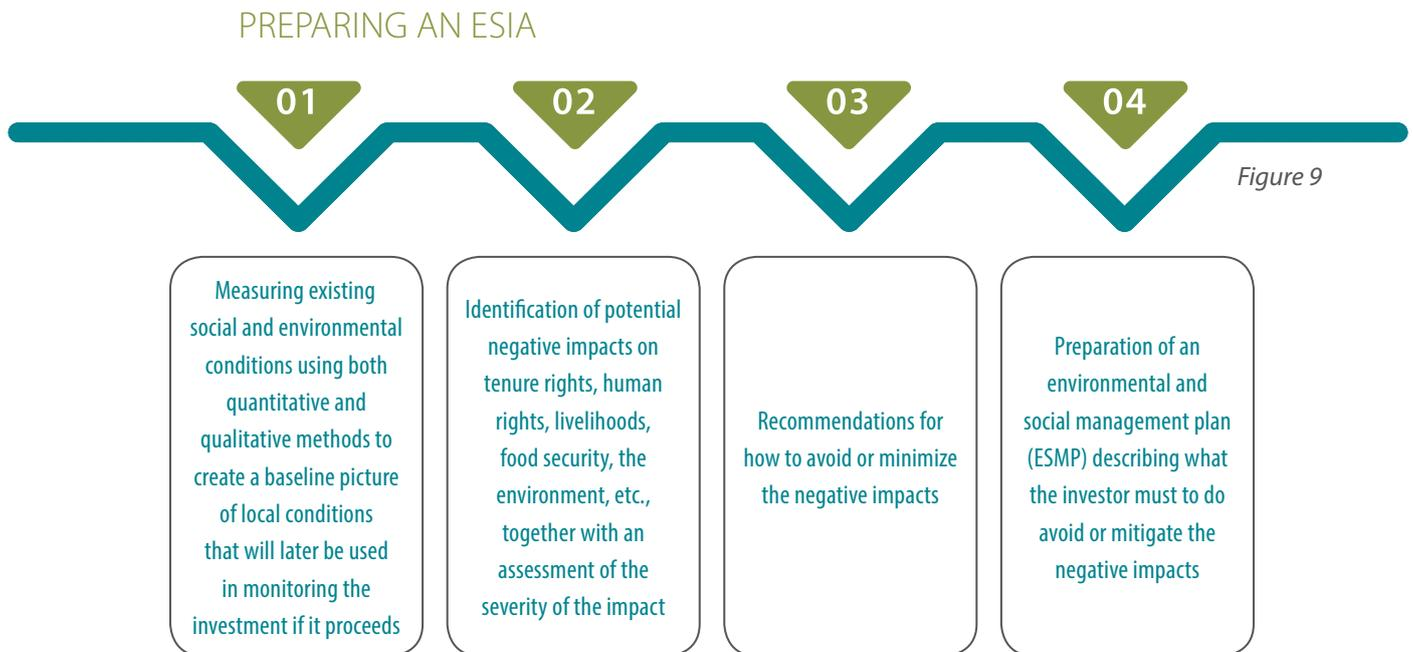 PREPARING AN ESIA
01
02
03
04
Figure 9
Measuring existing
social and environmental
conditions using both
quantitative and
qualitative methods to
create a baseline picture
of local conditions
that will later be used
in monitoring the
investment if it proceeds
Identification of potential
negative impacts on
tenure rights, human
rights, livelihoods,
food security, the
environment, etc.,
together with an
assessment of the
severity of the impact
Recommendations for
how to avoid or minimize
the negative impacts
Preparation of an
environmental and
social management plan
(ESMP) describing what
the investor must to do
avoid or mitigate the
negative impacts